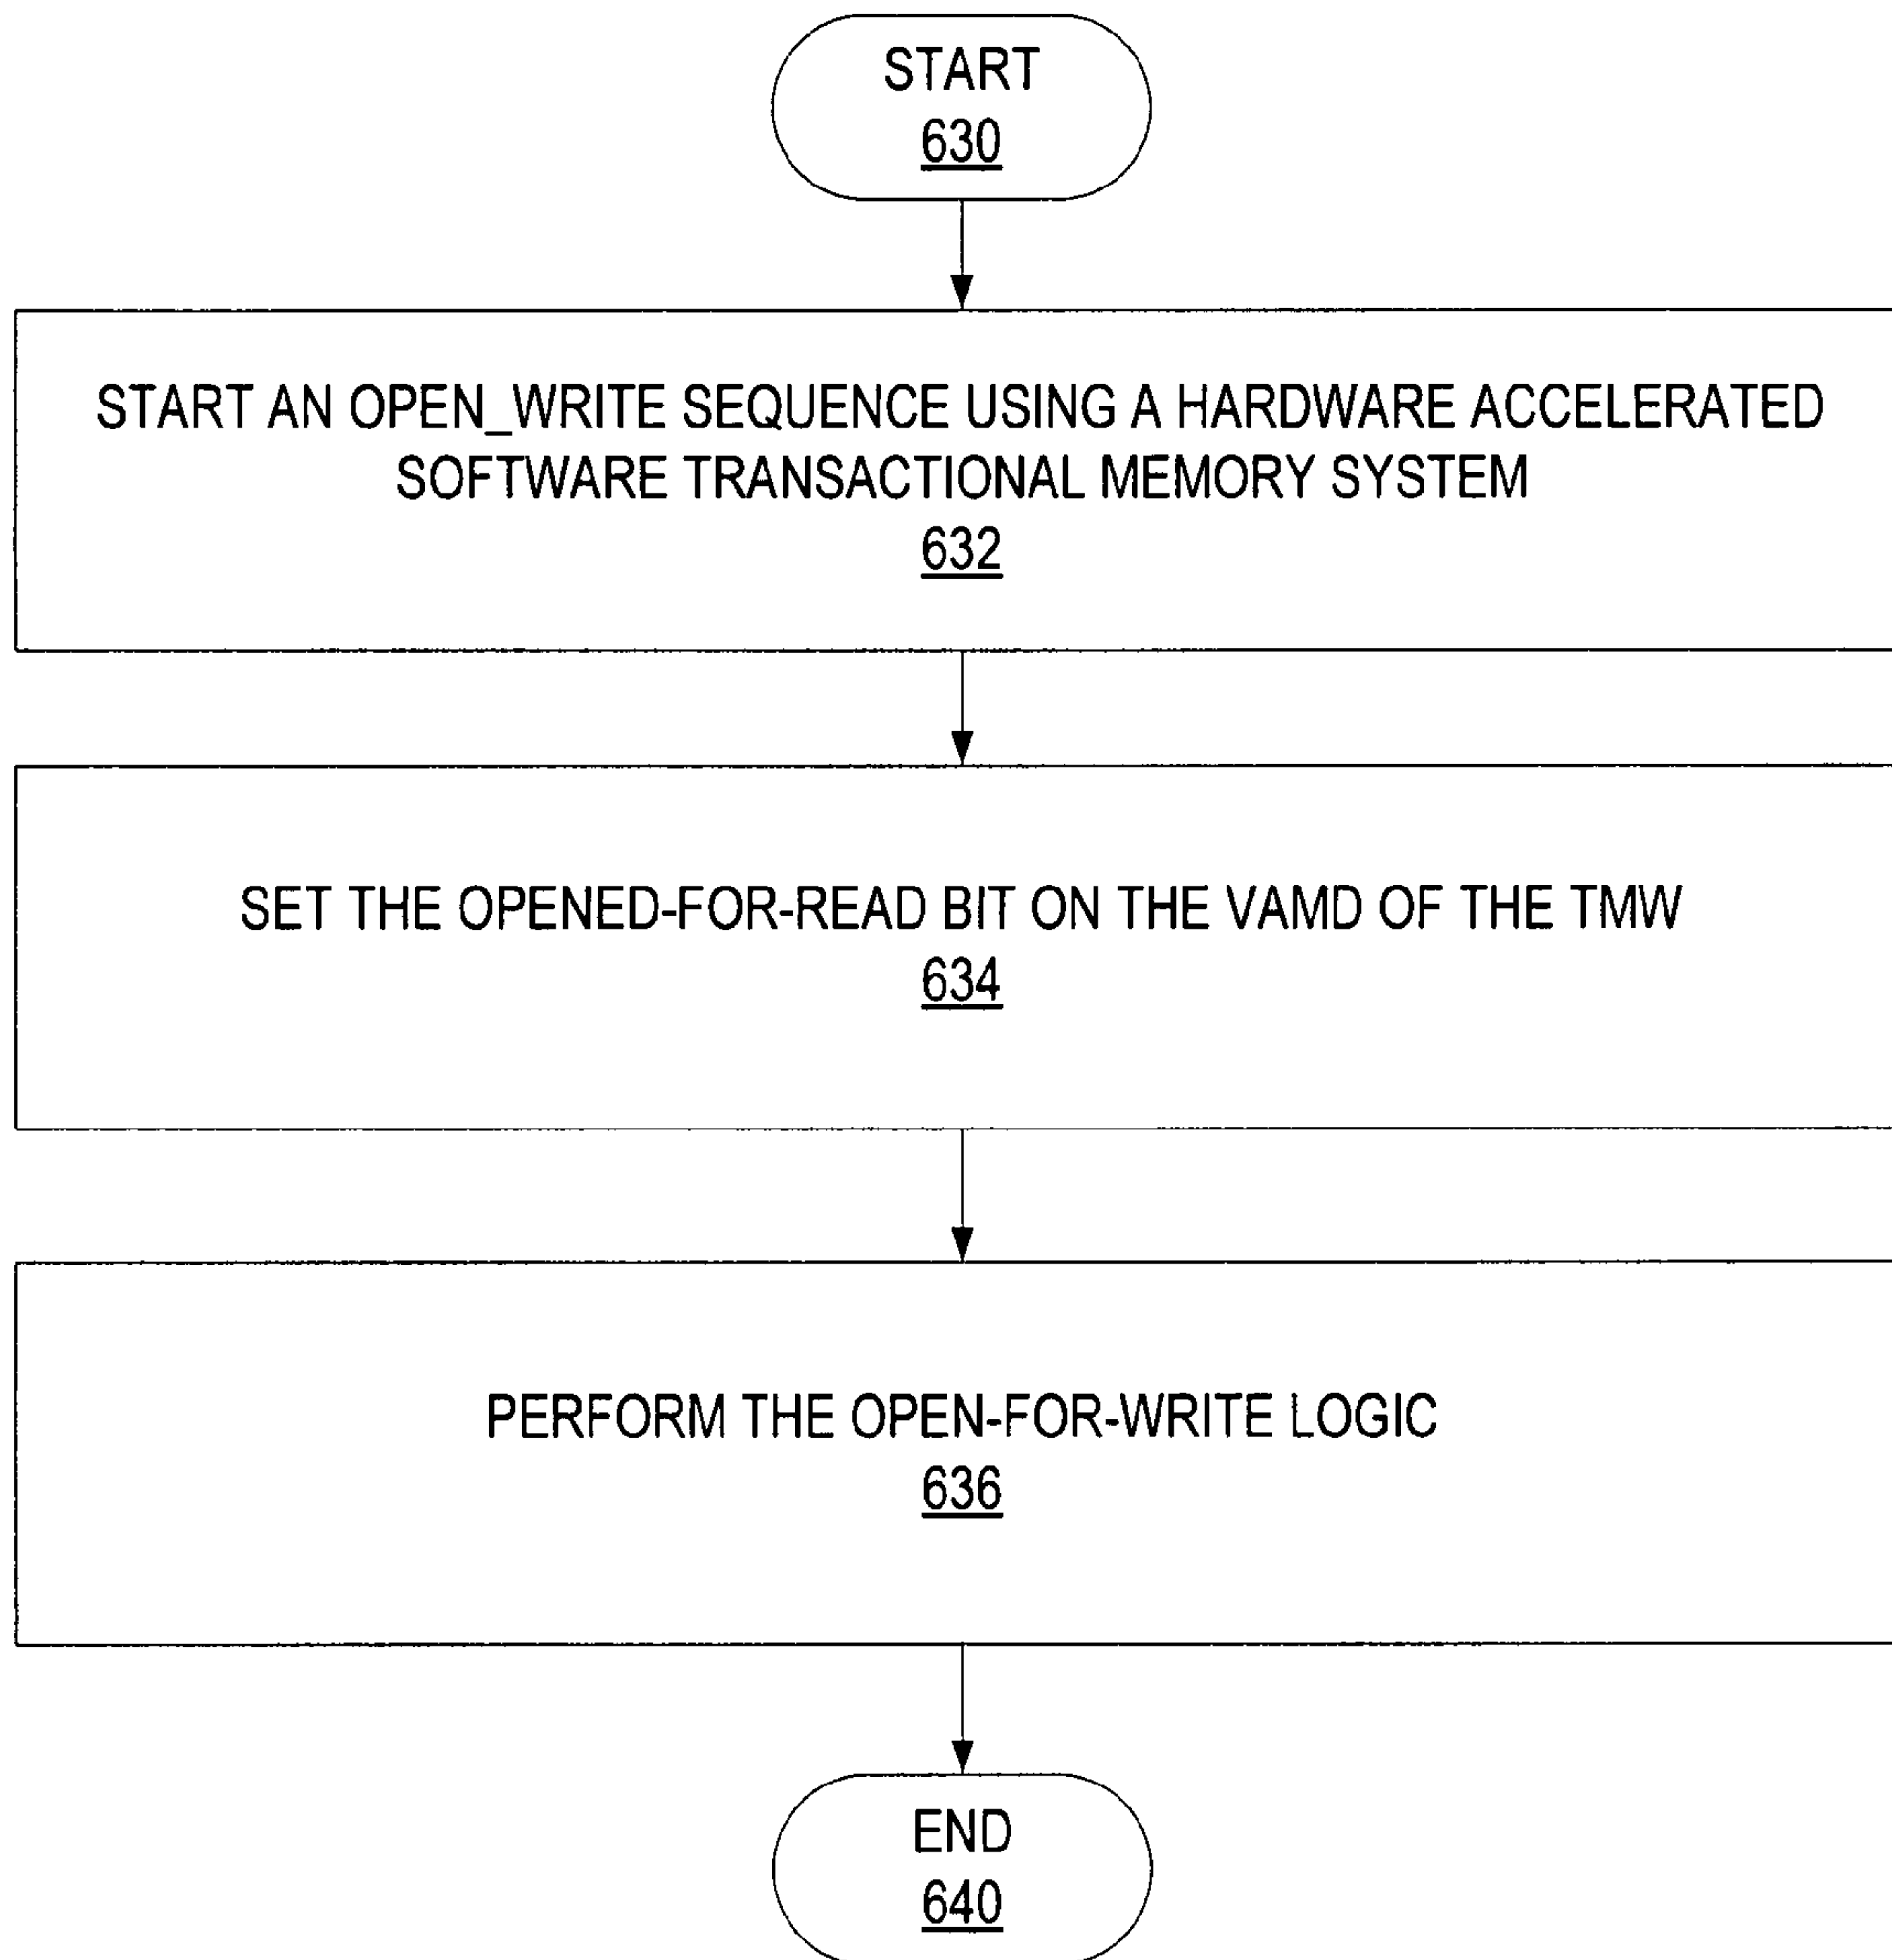 START
630
START AN OPEN_WRITE SEQUENCE USING A HARDWARE ACCELERATED
SOFTWARE TRANSACTIONAL MEMORY SYSTEM
632
SET THE OPENED-FOR-READ BIT ON THE VAMD OF THE TMW
634
PERFORM THE OPEN-FOR-WRITE LOGIC
636
END
640